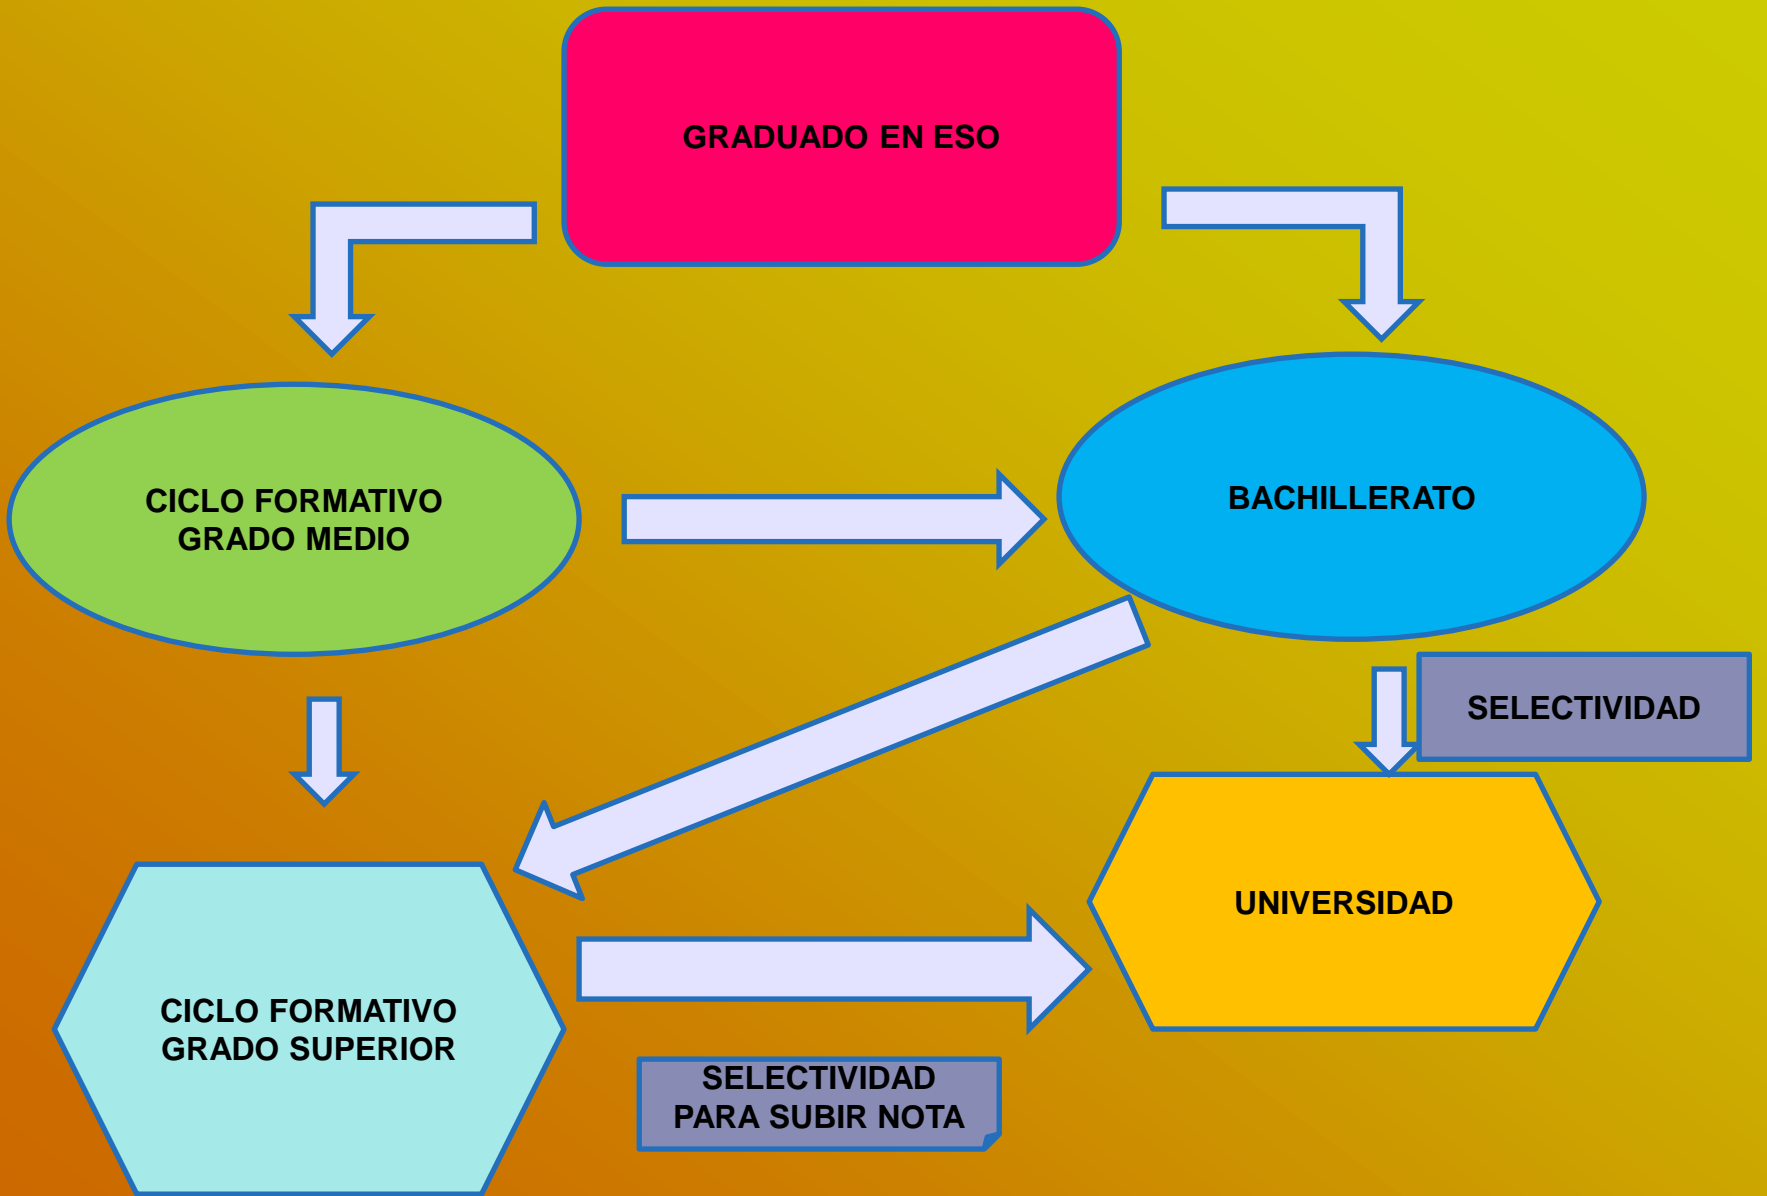 GRADUADO EN ESO
CICLO FORMATIVO
GRADO MEDIO
BACHILLERATO
SELECTIVIDAD
UNIVERSIDAD
CICLO FORMATIVO
GRADO SUPERIOR
SELECTIVIDAD
PARA SUBIR NOTA